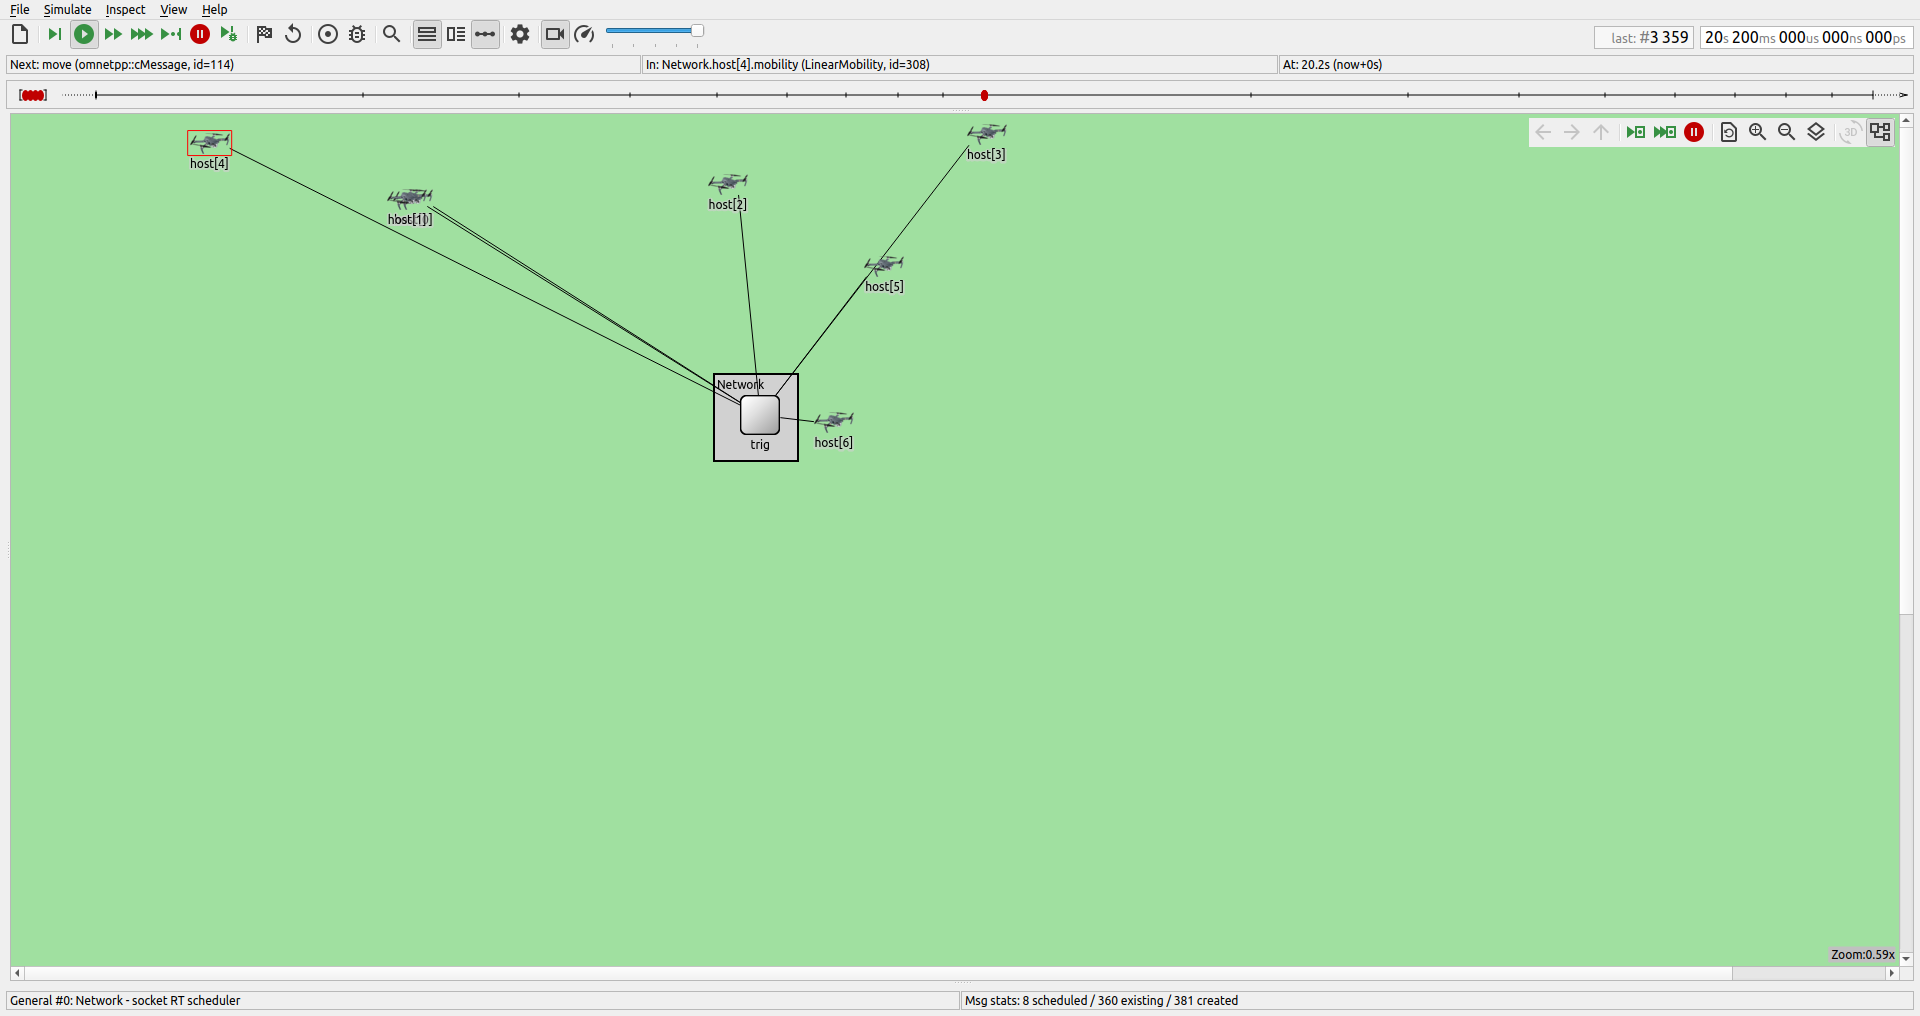 File Simulate Inspect View Help
last: #3 359 20s 200ms 000us 000ns 000ps
Next: move (omnetpp::cMessage, id=114) In: Network.host[4].mobility (LinearMobility, id=308) At: 20.2s (now+0s)
3D
host[3]
host[4]
host[2]
host[1]
host[5]
Network
host[6]
trig
Zoom:0.59x
General #0: Network - socket RT scheduler Msg stats: 8 scheduled / 360 existing / 381 created